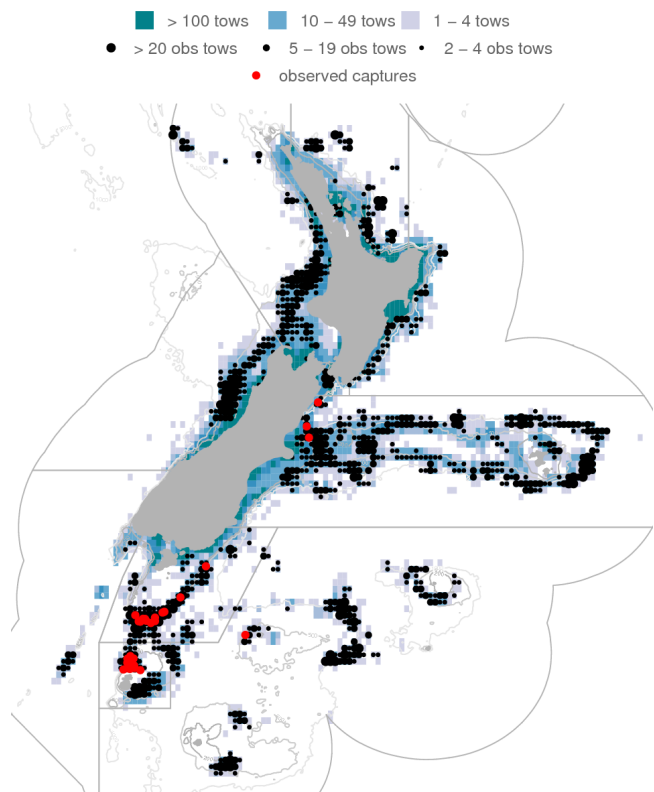 > 100 tows 10 − 49 tows 1 − 4 tows
> 20 obs tows 5 − 19 obs tows 2 − 4 obs tows
observed captures